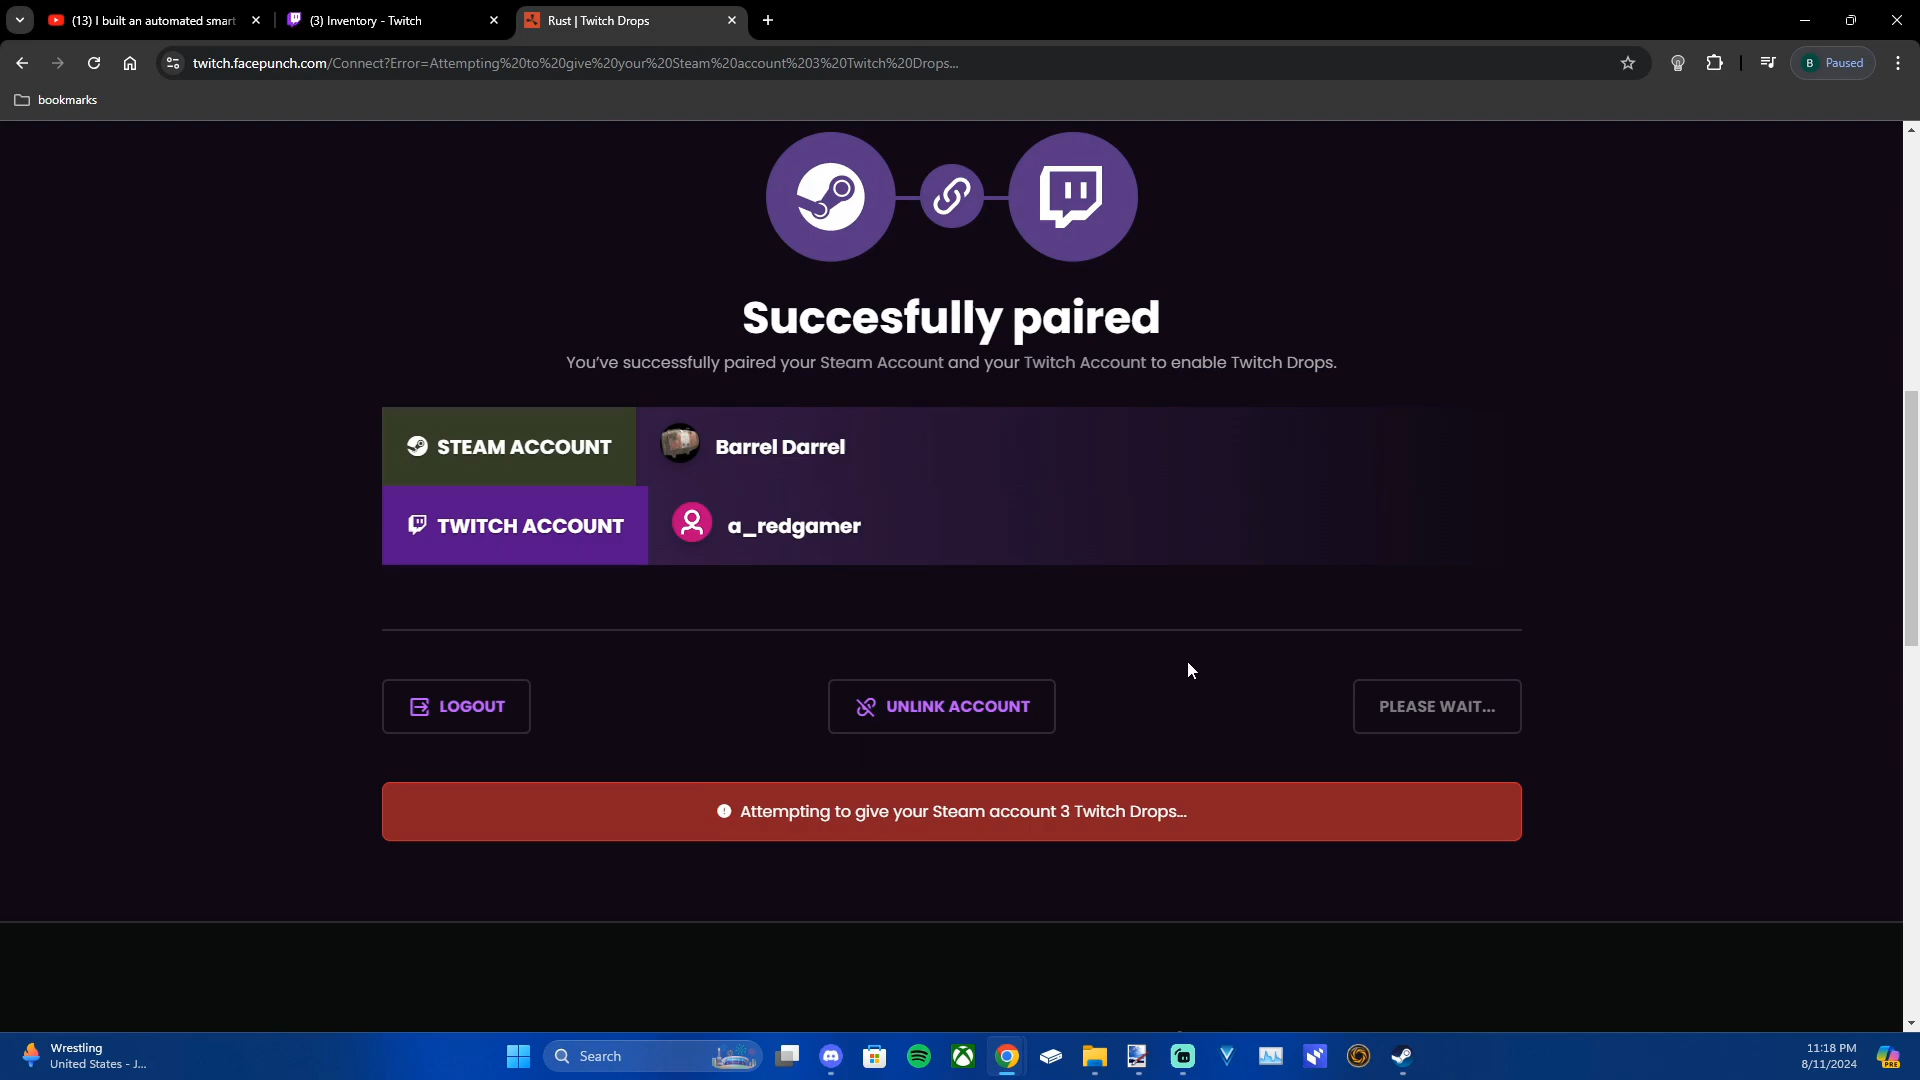 (13) I built an automated smart
(3) Inventory - Twitch
Rust | Twitch Drops
twitch.facepunch.com/Connect?Error=Attempting%20to%20give%20your%20Steam%20account%203%20Twitch%20Drops...
B Paused
bookmarks
Succesfully paired
You've successfully paired your Steam Account and your Twitch Account to enable Twitch Drops.
STEAM ACCOUNT Barrel Darrel
TWITCH ACCOUNT a_redgamer
LOGOUT UNLINK ACCOUNT PLEASE WAIT...
Attempting to give your Steam account 3 Twitch Drops...
Wrestling
United States - J...
Search
11:18 PM
8/11/2024
PRE